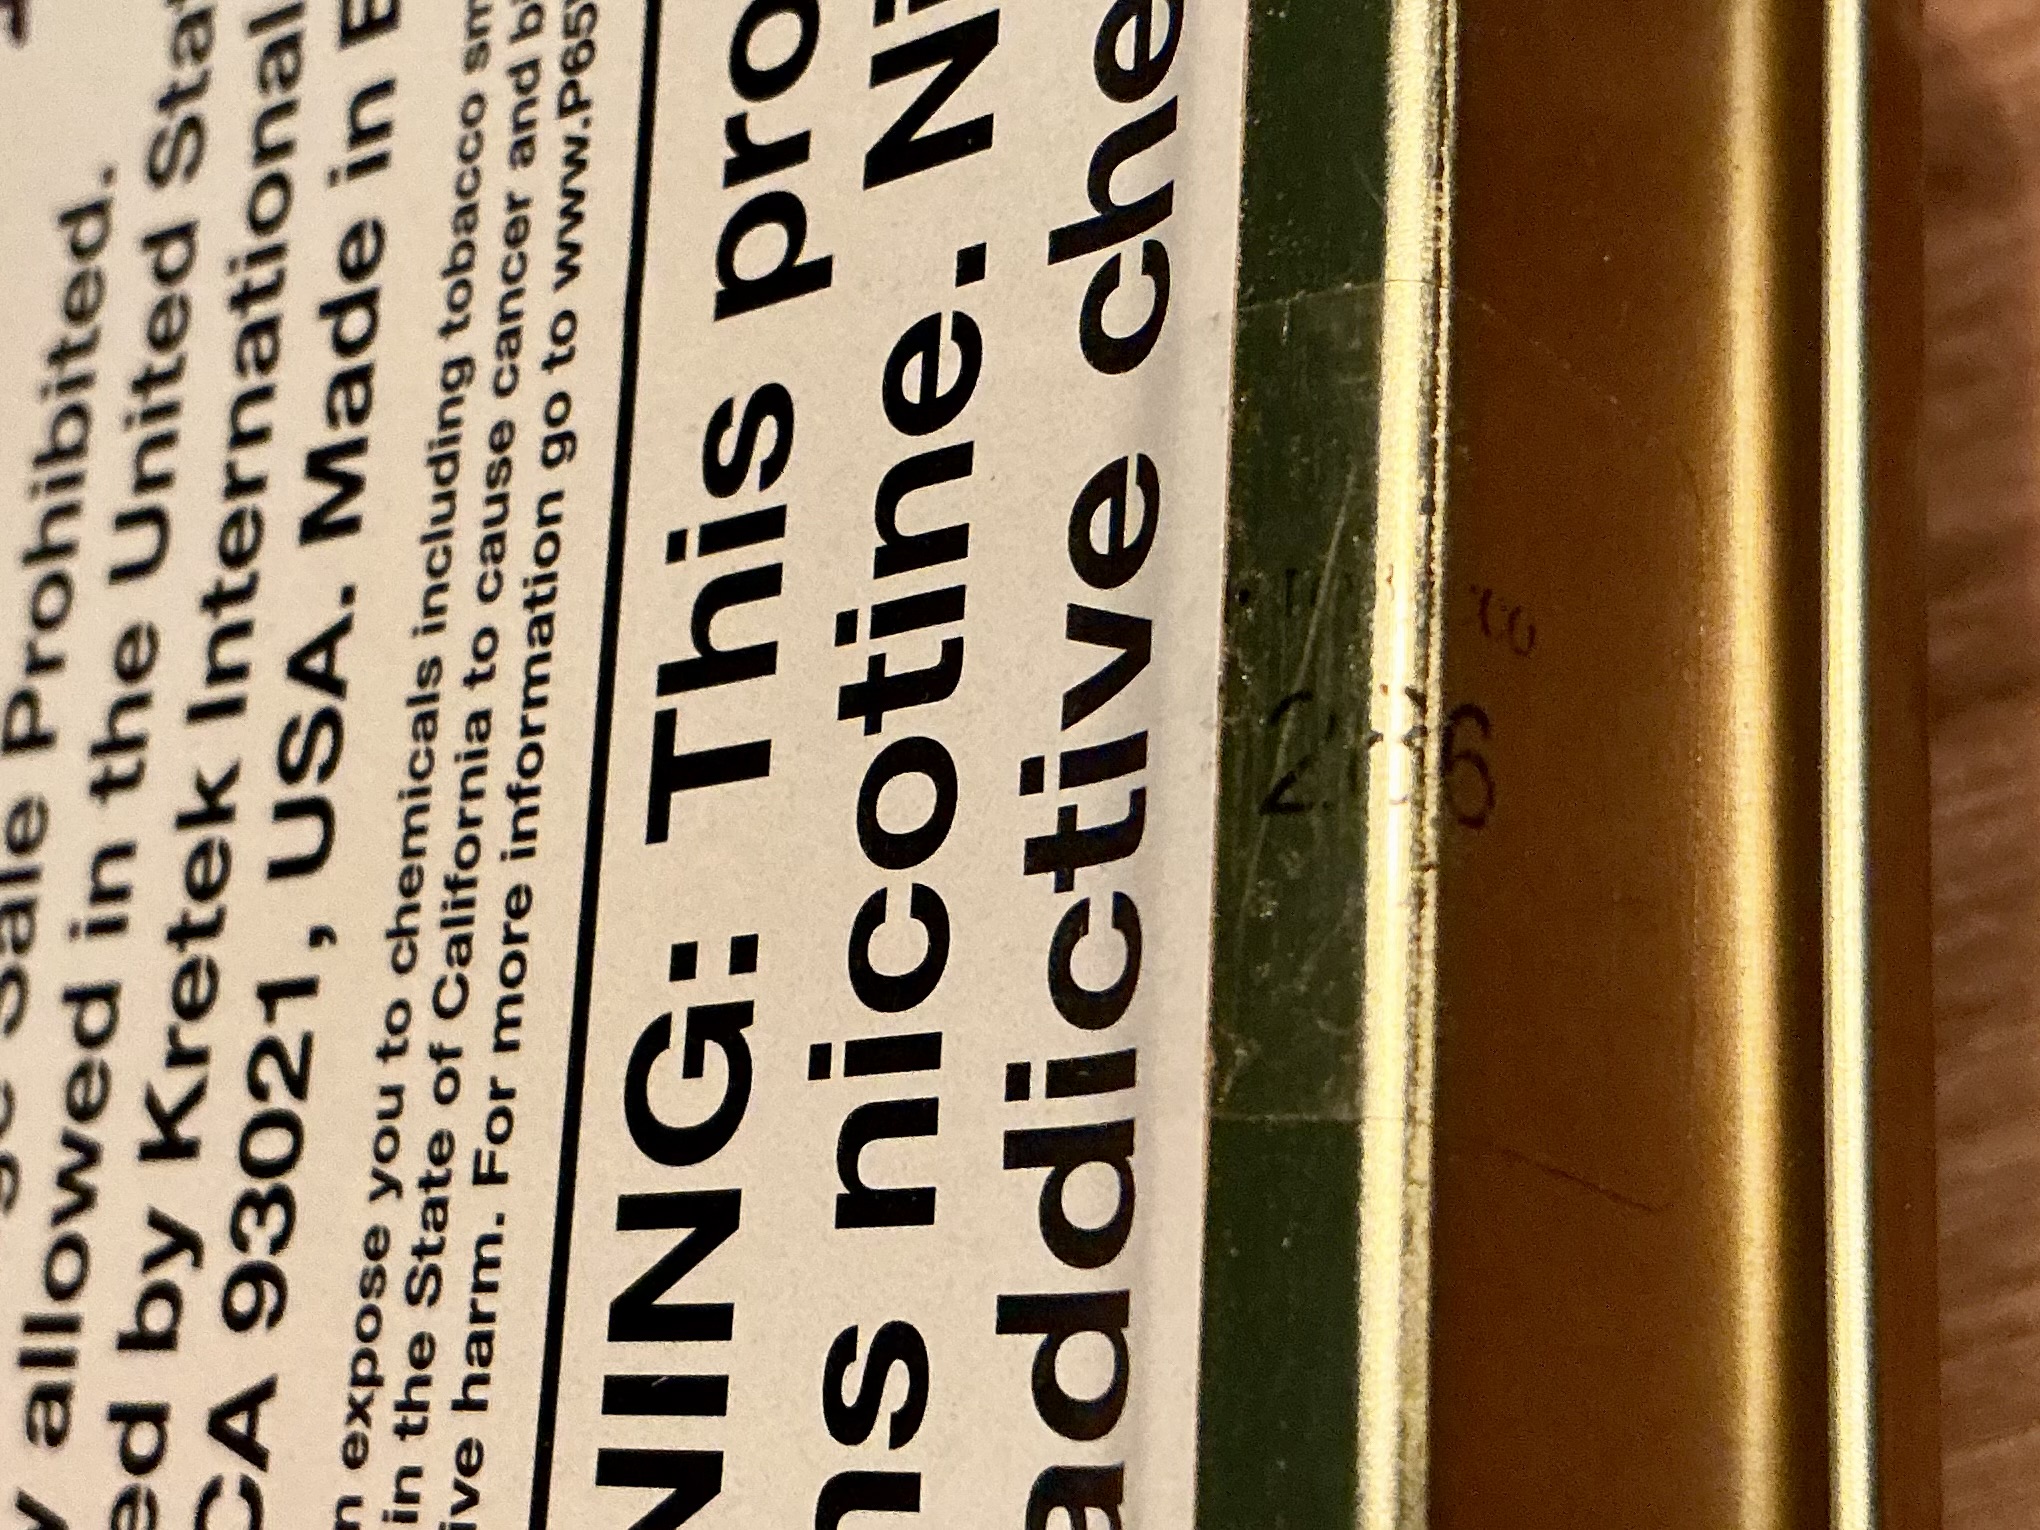 Sale Prohibited.
allowed in the United Sta
ed by Kretek International
CA 93021, USA. Made in
n expose you to chemicals including tobacco sm
in the State of California to cause cancer and b
ive harm. For more information go to www.P65
NING: This pro
ns nicotine. Ni
addictive che